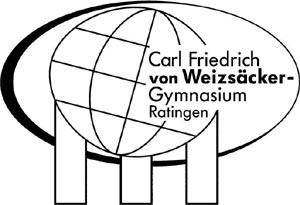 Carl Friedrich
von Weizsäcker-
Gymnasium
Ratingen